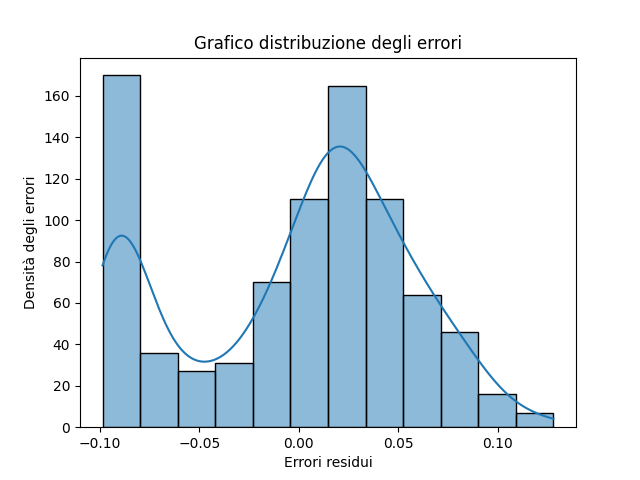 Grafico distribuzione degli errori
Densità degli errori
160
140
120
100
80
60
40
20
0
−0.10 −0.05 0.00 0.05 0.10
Errori residui